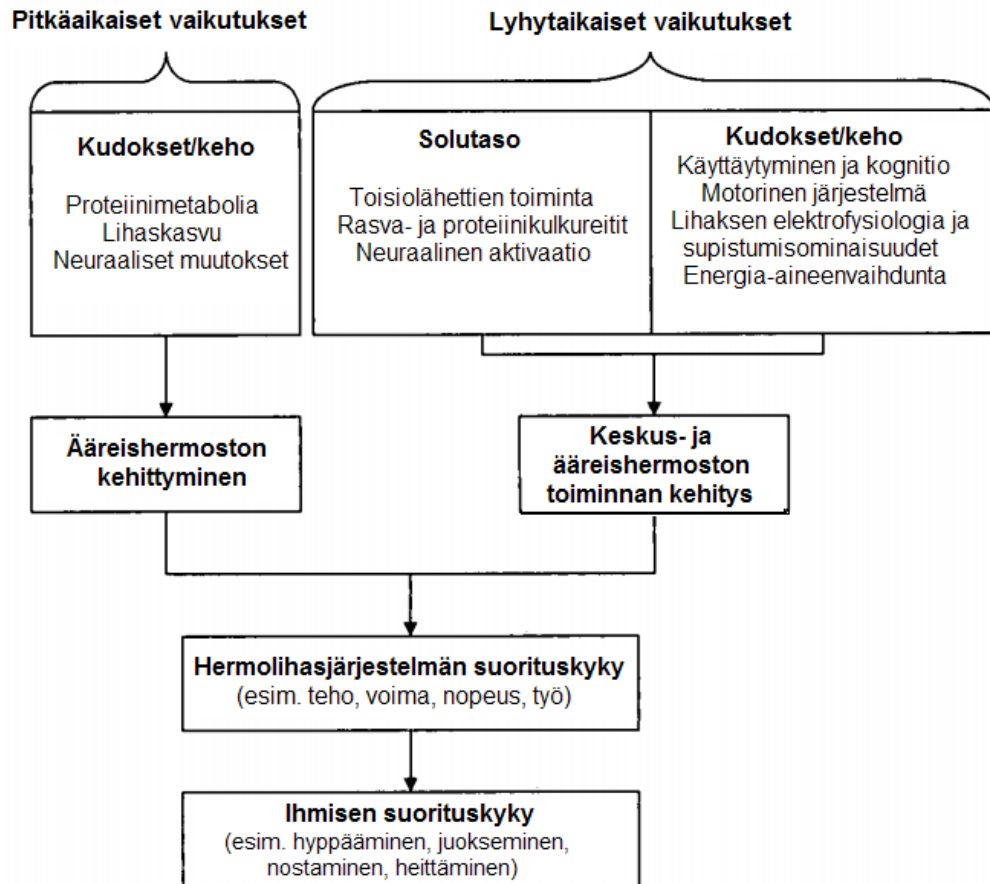 Pitkäaikaiset vaikutukset
Lyhytaikaiset vaikutukset
Kudokset/keho
Proteiinimetabolia
Lihaskasvu
Neuraaliset muutokset
Solutaso
Toisiolähettien toiminta
Rasva- ja proteiinikulkureitit
Neuraalinen aktivaatio
Kudokset/keho
Käyttäytyminen ja kognitio
Motorinen järjestelmä
Lihaksen elektrofysiologia ja
supistumisominaisuudet
Energia-aineenvaihdunta
Ääreishermoston
kehittyminen
Keskus- ja
ääreishermoston
toiminnan kehitys
Hermolihasjärjestelmän suorituskyky
(esim. teho, voima, nopeus, työ)
Ihmisen suorituskyky
(esim. hyppääminen, juokseminen,
nostaminen, heittäminen)